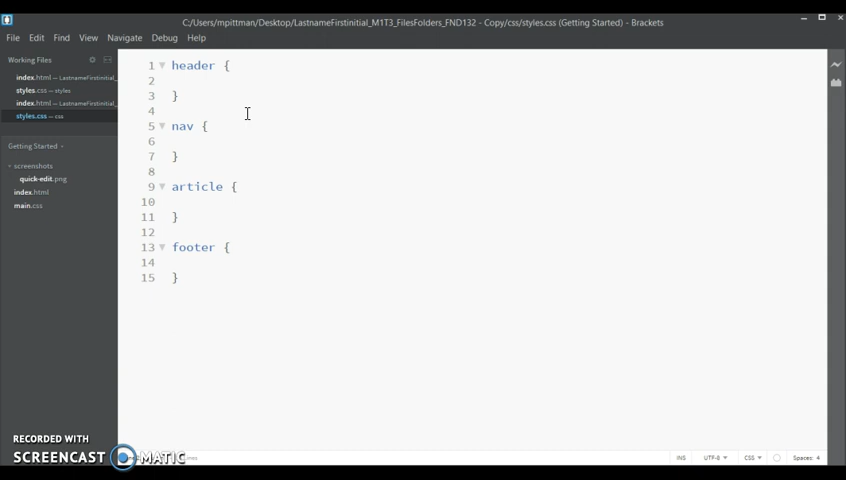 C:/Users/mpittman/Desktop/LastnameFirstinitial_M1T3_FilesFolders_FND132 - Copy/css/styles.css (Getting Started) - Brackets
File Edit Find View Navigate Debug Help
Working Files
index.html — LastnameFirstinitial_
styles.css — styles
index.html — LastnameFirstinitial_
styles.css — css
Getting Started
screenshots
quick-edit.png
index.html
main.css
1 header {
2
3 }
4
5 nav {
6
7 }
8
9 article {
10
11 }
12
13 footer {
14
15 }
RECORDED WITH
SCREENCAST MATIC
INS UTF-8 CSS Spaces: 4